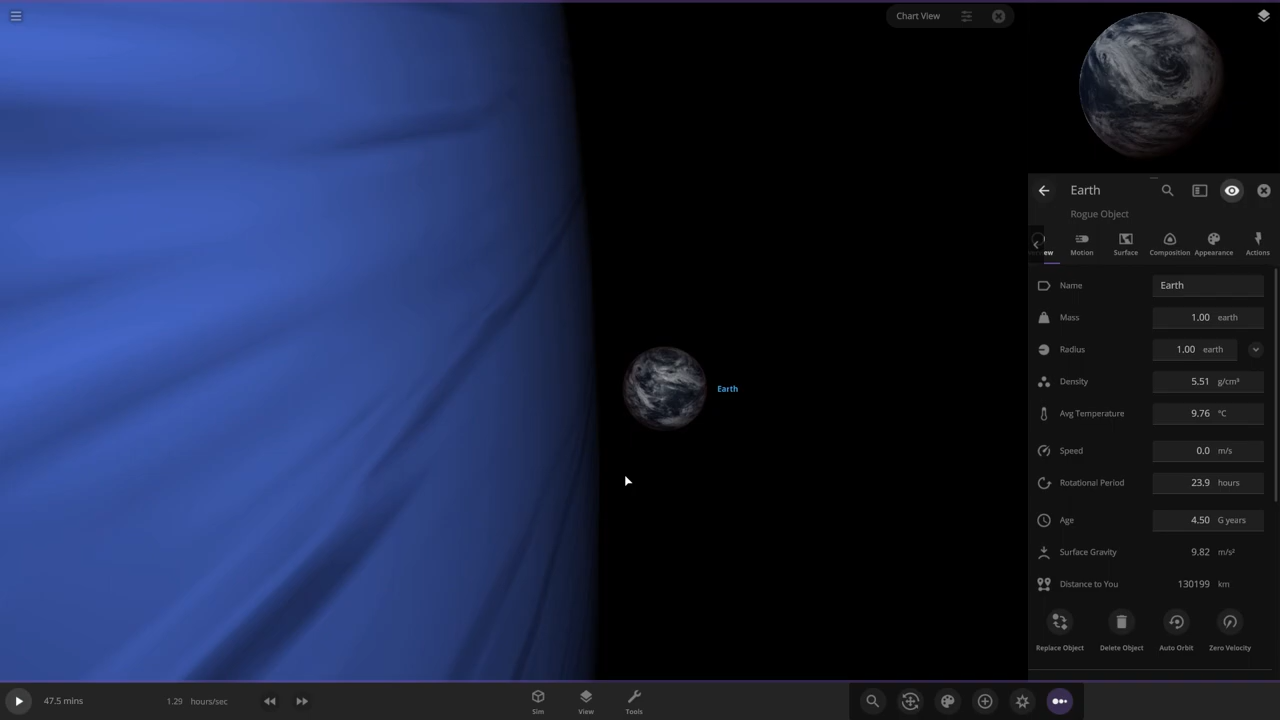 Chart View
Earth
Rogue Object
Motion Surface Composition Appearance Actions
Name Earth
Mass 1.00 earth
Radius 1.00 earth
Density 5.51 g/cm³
Avg Temperature 9.76 °C
Speed 0.0 m/s
Rotational Period 23.9 hours
Age 4.50 G years
Surface Gravity 9.82 m/s²
Distance to You 130199 km
Replace Object Delete Object Auto Orbit Zero Velocity
Earth
47.5 mins 1.29 hours/sec Sim View Tools